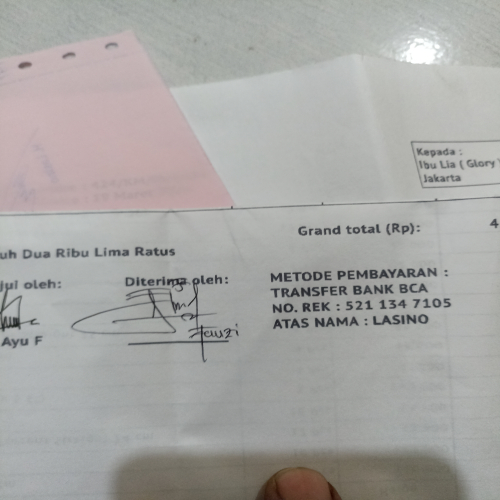 Kepada :
Ibu Lia ( Glory
Jakarta
Grand total (Rp): 4
uh Dua Ribu Lima Ratus
jui oleh: Diterima oleh:
Ayu F
Fauzi
METODE PEMBAYARAN :
TRANSFER BANK BCA
NO. REK : 521 134 7105
ATAS NAMA : LASINO